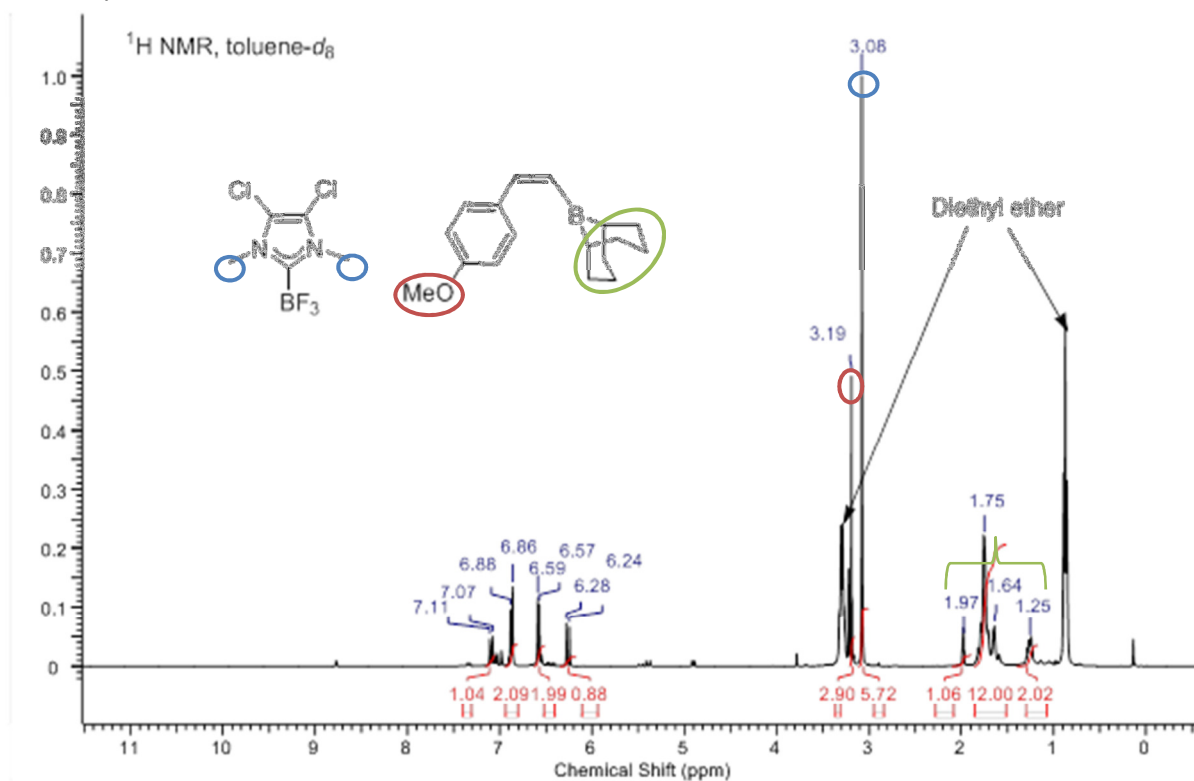 ¹H NMR, toluene-d₈
3.08
Cl Cl
N N
BF₃
B
MeO
Diethyl ether
3.19
1.75
6.86 6.57 6.24
6.88 6.59 6.28
7.07
7.11
1.97 1.64 1.25
1.0
0.9
0.8
0.7
0.6
0.5
0.4
0.3
0.2
0.1
0
1.04 2.09 1.99 0.88 2.90 5.72 1.06 12.00 2.02
11 10 9 8 7 6 5 4 3 2 1 0
Chemical Shift (ppm)